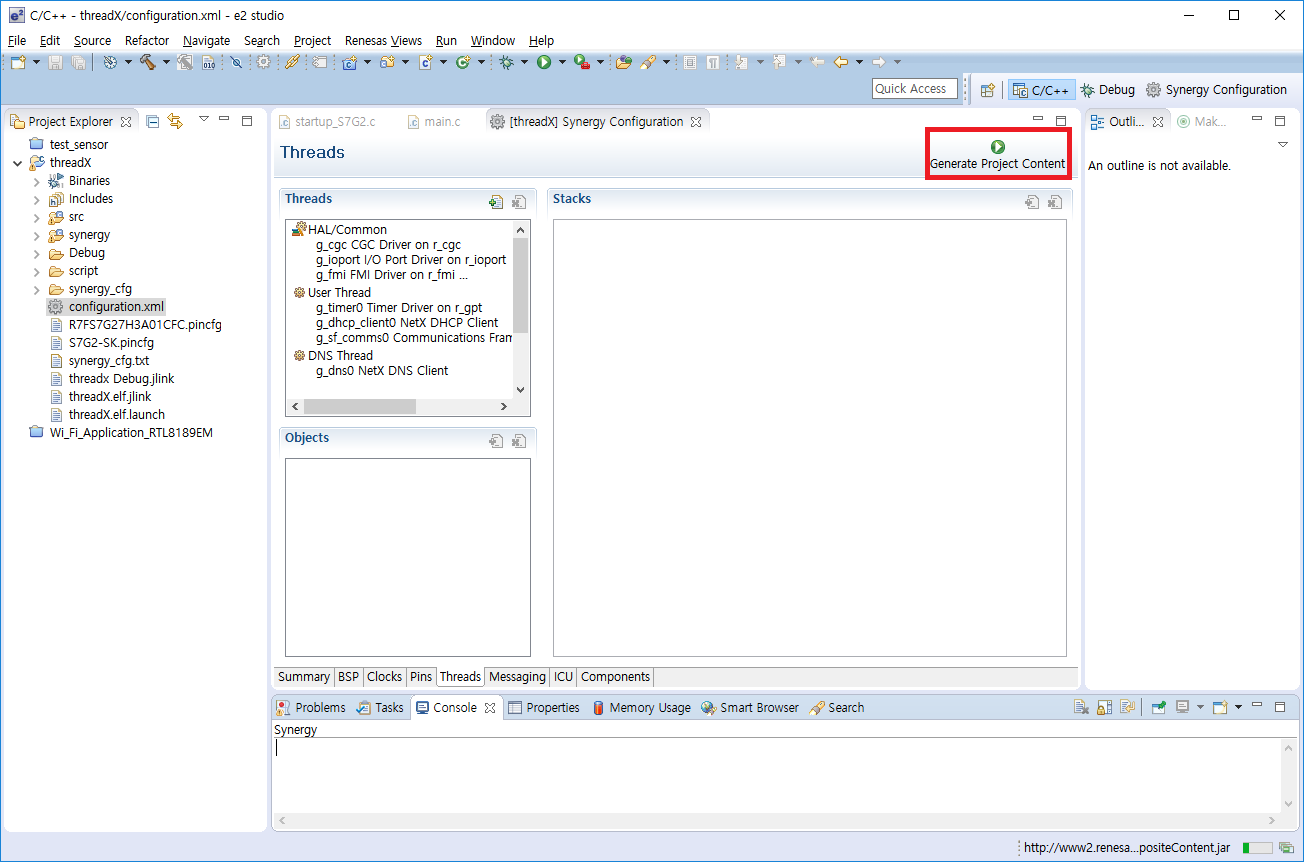 C/C++ - threadX/configuration.xml - e2 studio
File Edit Source Refactor Navigate Search Project Renesas Views Run Window Help
Quick Access
C/C++ Debug Synergy Configuration
Project Explorer
test_sensor
threadX
Binaries
Includes
src
synergy
Debug
script
synergy_cfg
configuration.xml
R7FS7G27H3A01CFC.pincfg
S7G2-SK.pincfg
synergy_cfg.txt
threadx Debug.jlink
threadX.elf.jlink
threadX.elf.launch
Wi_Fi_Application_RTL8189EM
startup_S7G2.c main.c [threadX] Synergy Configuration
Threads
Generate Project Content
Threads
HAL/Common
g_cgc CGC Driver on r_cgc
g_ioport I/O Port Driver on r_ioport
g_fmi FMI Driver on r_fmi ...
User Thread
g_timer0 Timer Driver on r_gpt
g_dhcp_client0 NetX DHCP Client
g_sf_comms0 Communications Fram
DNS Thread
g_dns0 NetX DNS Client
Stacks
Objects
Summary BSP Clocks Pins Threads Messaging ICU Components
Outli... Mak...
An outline is not available.
Problems Tasks Console Properties Memory Usage Smart Browser Search
Synergy
http://www2.renesa...positeContent.jar